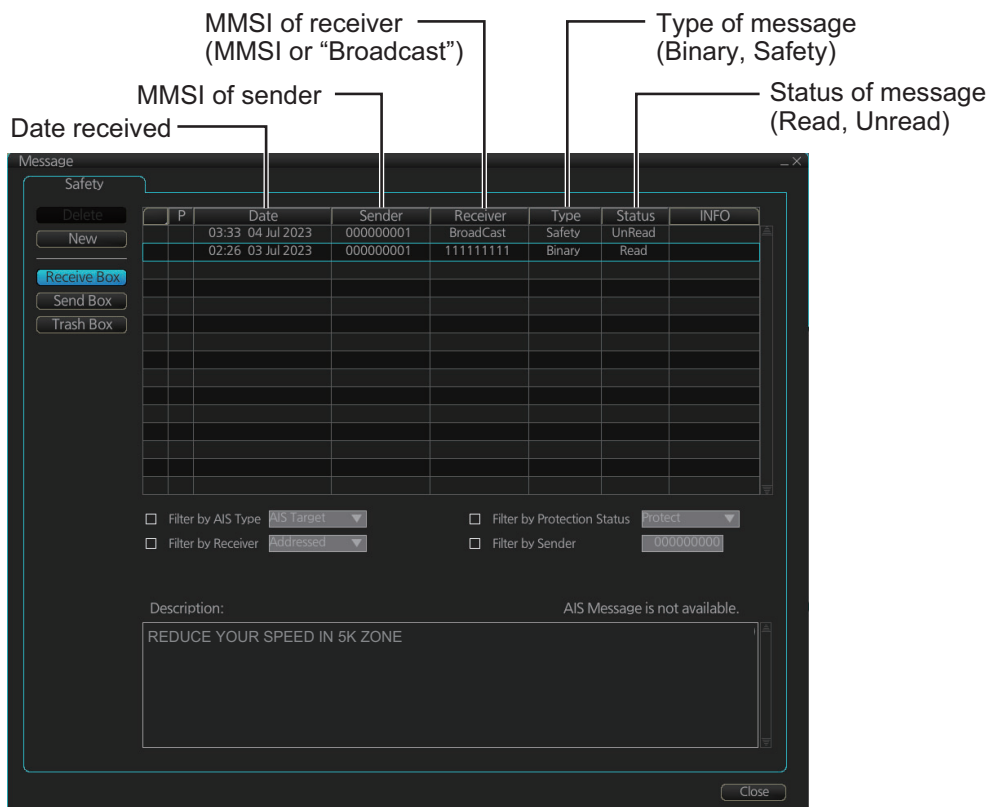 MMSI of receiver
(MMSI or “Broadcast”)
Type of message
(Binary, Safety)
MMSI of sender
Status of message
(Read, Unread)
Date received
Message
Safety
Delete
New
Receive Box
Send Box
Trash Box
P Date Sender Receiver Type Status INFO
03:33 04 Jul 2023 000000001 BroadCast Safety UnRead
02:26 03 Jul 2023 000000001 111111111 Binary Read
Filter by AIS Type AIS Target Filter by Protection Status Protect
Filter by Receiver Addressed Filter by Sender 000000000
Description: AIS Message is not available.
REDUCE YOUR SPEED IN 5K ZONE
Close